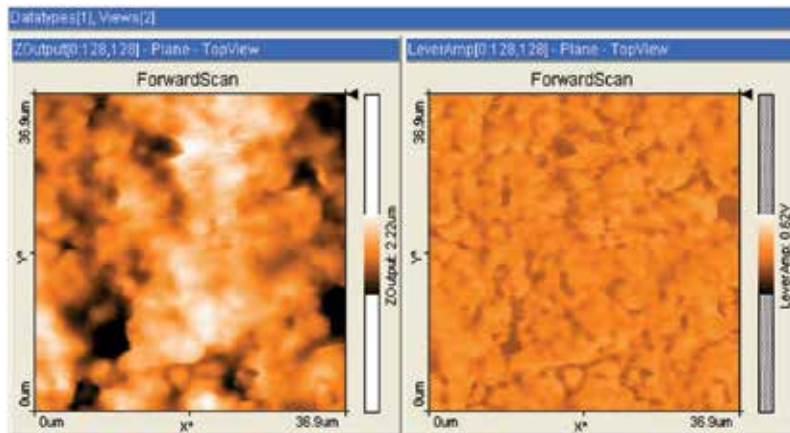 Datatypes[1], Views[2]
ZOutput[0:128,128] - Plane - TopView
ForwardScan
36.9um
Y*
0um
0um
X*
36.9um
ZOutput: 2.22um
LeverAmp[0:128,128] - Plane - TopView
ForwardScan
36.9um
Y*
0um
0um
X*
36.9um
LeverAmp: 0.62V